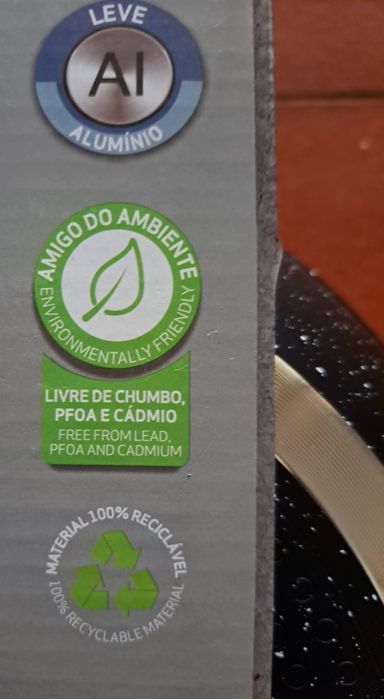 LEVE
Al
ALUMÍNIO
AMIGO DO AMBIENTE
ENVIRONMENTALLY FRIENDLY
LIVRE DE CHUMBO,
PFOA E CÁDMIO
FREE FROM LEAD,
PFOA AND CADMIUM
MATERIAL 100% RECICLÁVEL
100% RECYCLABLE MATERIAL